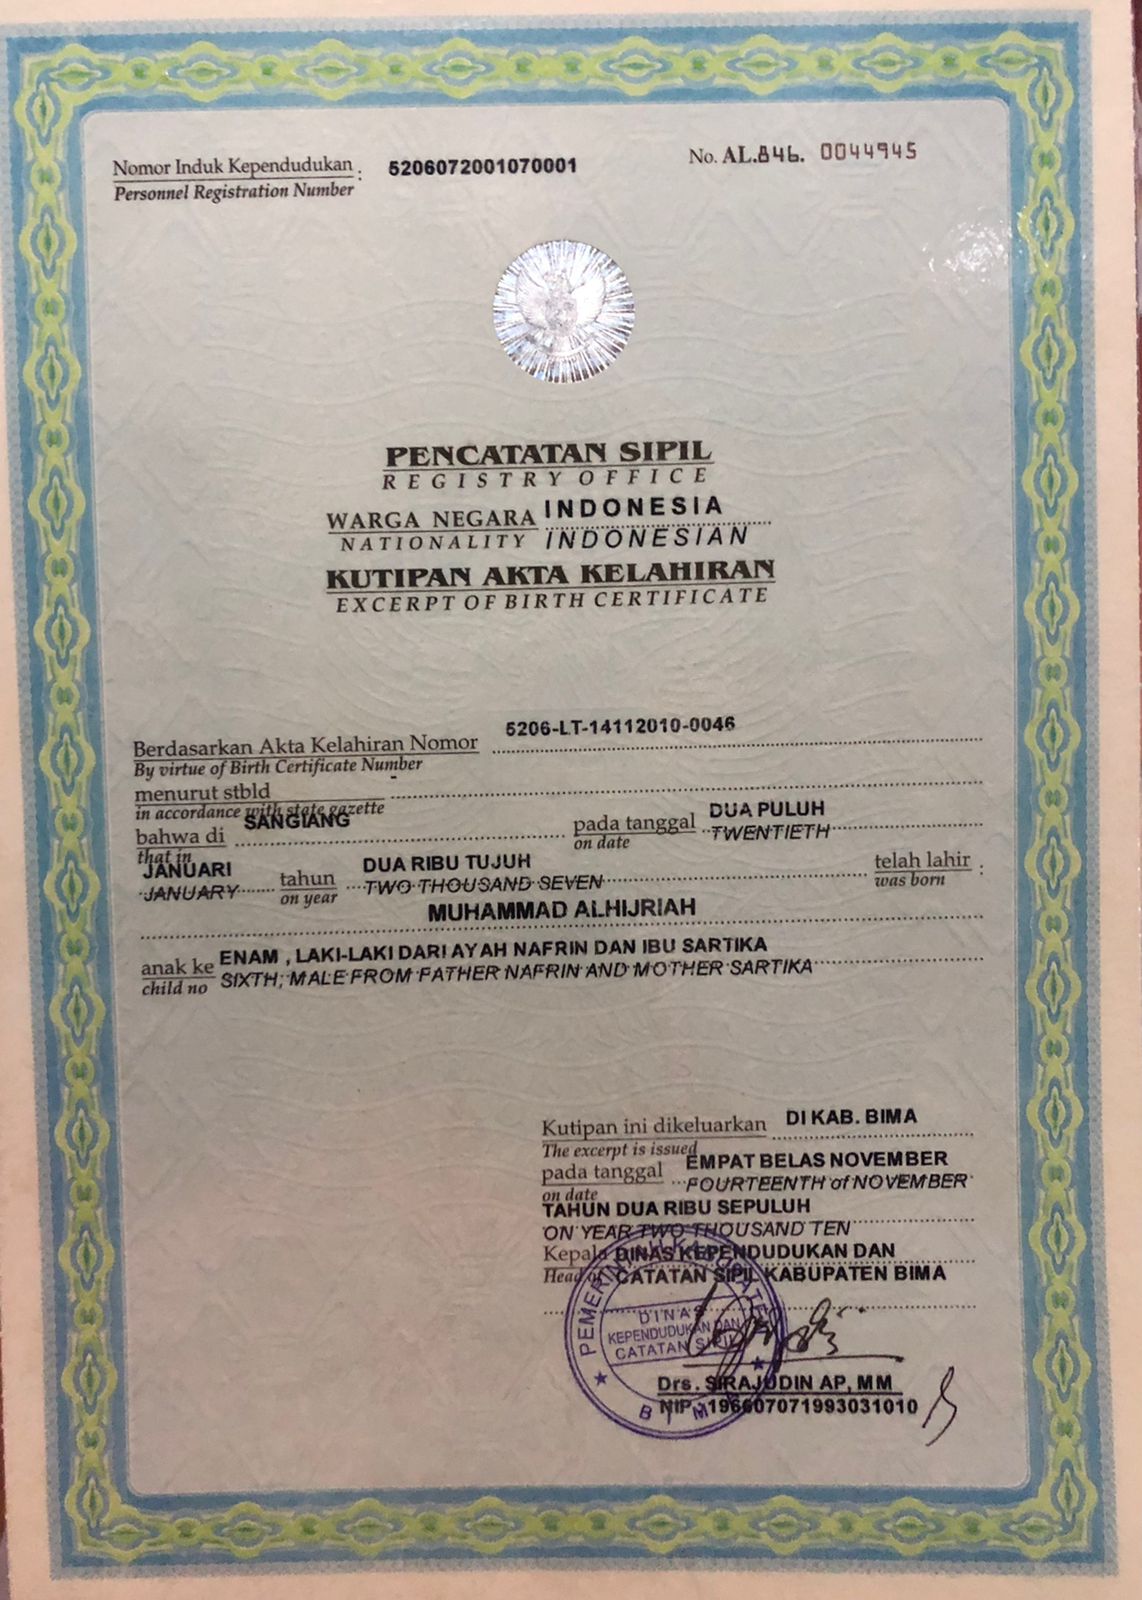 Nomor Induk Kependudukan : 5206072001070001
Personnel Registration Number
No. AL.846. 0044945
PENCATATAN SIPIL
REGISTRY OFFICE
WARGA NEGARA INDONESIA
NATIONALITY INDONESIAN
KUTIPAN AKTA KELAHIRAN
EXCERPT OF BIRTH CERTIFICATE
Berdasarkan Akta Kelahiran Nomor 5206-LT-14112010-0046
By virtue of Birth Certificate Number
menurut stbld -
in accordance with state gazette
bahwa di SANGIANG pada tanggal DUA PULUH
that in on date TWENTIETH
JANUARI tahun DUA RIBU TUJUH telah lahir :
JANUARY on year TWO THOUSAND SEVEN was born
MUHAMMAD ALHIJRIAH
anak ke ENAM , LAKI-LAKI DARI AYAH NAFRIN DAN IBU SARTIKA
child no SIXTH, MALE FROM FATHER NAFRIN AND MOTHER SARTIKA
Kutipan ini dikeluarkan DI KAB. BIMA
The excerpt is issued
pada tanggal EMPAT BELAS NOVEMBER
on date FOURTEENTH of NOVEMBER
TAHUN DUA RIBU SEPULUH
ON YEAR TWO THOUSAND TEN
Kepala DINAS KEPENDUDUKAN DAN
Head of CATATAN SIPIL KABUPATEN BIMA
PEMERINTAH KABUPATEN
DINAS
KEPENDUDUKAN DAN
CATATAN SIPIL
BIMA
Drs. SIRAJUDIN AP, MM
NIP. 196607071993031010